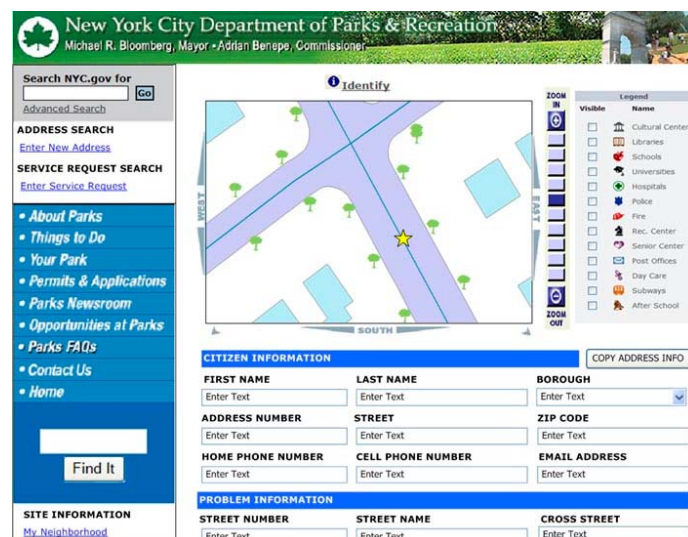 New York City Department of Parks & Recreation
Michael R. Bloomberg, Mayor • Adrian Benepe, Commissioner
Search NYC.gov for
Go
Advanced Search
ADDRESS SEARCH
Enter New Address
SERVICE REQUEST SEARCH
Enter Service Request
• About Parks
• Things to Do
• Your Park
• Permits & Applications
• Parks Newsroom
• Opportunities at Parks
• Parks FAQs
• Contact Us
• Home
Find It
SITE INFORMATION
My Neighborhood
Identify
WEST
EAST
SOUTH
ZOOM
IN
ZOOM
OUT
Legend
Visible Name
Cultural Center
Libraries
Schools
Universities
Hospitals
Police
Fire
Rec. Center
Senior Center
Post Offices
Day Care
Subways
After School
CITIZEN INFORMATION
COPY ADDRESS INFO
FIRST NAME LAST NAME BOROUGH
Enter Text Enter Text Enter Text
ADDRESS NUMBER STREET ZIP CODE
Enter Text Enter Text Enter Text
HOME PHONE NUMBER CELL PHONE NUMBER EMAIL ADDRESS
Enter Text Enter Text Enter Text
PROBLEM INFORMATION
STREET NUMBER STREET NAME CROSS STREET
Enter Text Enter Text Enter Text